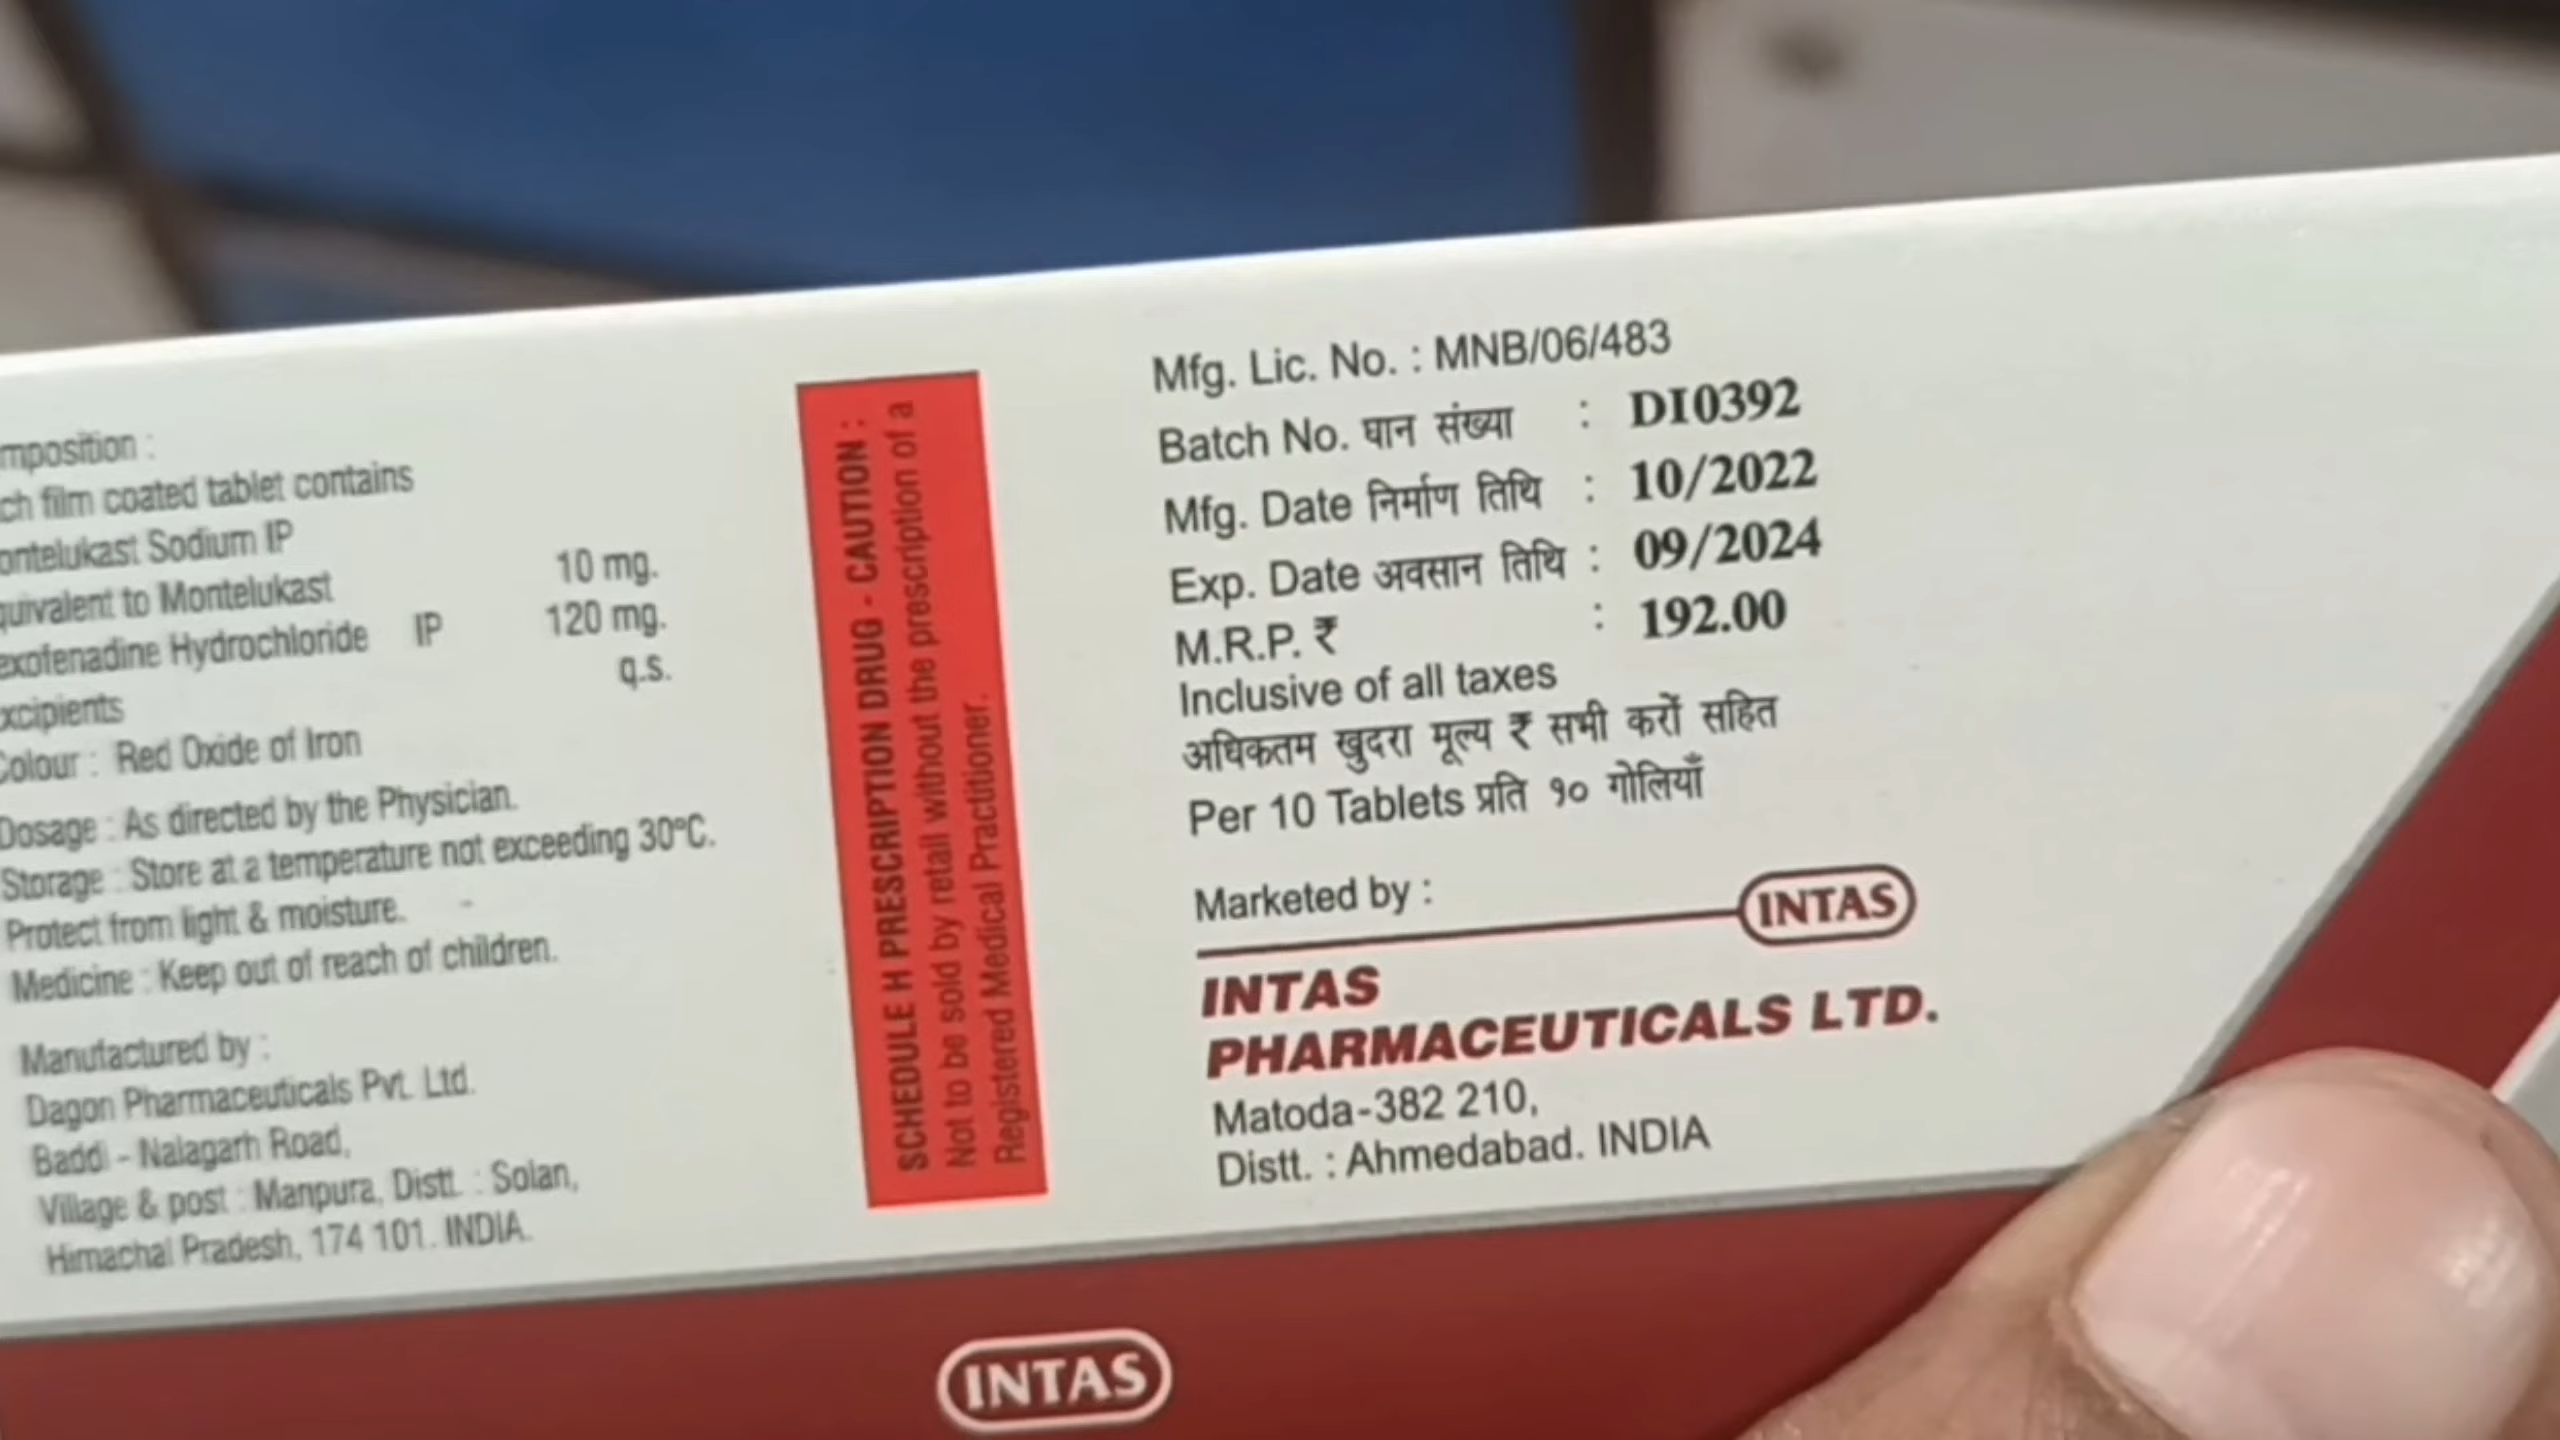 mposition :
ch film coated tablet contains
ontelukast Sodium IP
quivalent to Montelukast 10 mg.
exofenadine Hydrochloride IP 120 mg.
xcipients q.s.
Colour : Red Oxide of Iron
Dosage : As directed by the Physician.
Storage : Store at a temperature not exceeding 30°C.
Protect from light & moisture.
Medicine : Keep out of reach of children.
Manufactured by :
Dagon Pharmaceuticals Pvt. Ltd.
Baddi - Nalagarh Road,
Village & post : Manpura, Distt. : Solan,
Himachal Pradesh, 174 101. INDIA.
SCHEDULE H PRESCRIPTION DRUG - CAUTION :
Not to be sold by retail without the prescription of a
Registered Medical Practitioner.
Mfg. Lic. No. : MNB/06/483
Batch No. घान संख्या : DI0392
Mfg. Date निर्माण तिथि : 10/2022
Exp. Date अवसान तिथि : 09/2024
M.R.P. ₹ : 192.00
Inclusive of all taxes
अधिकतम खुदरा मूल्य ₹ सभी करों सहित
Per 10 Tablets प्रति १० गोलियाँ
Marketed by :
INTAS
INTAS
PHARMACEUTICALS LTD.
Matoda-382 210,
Distt. : Ahmedabad. INDIA
INTAS